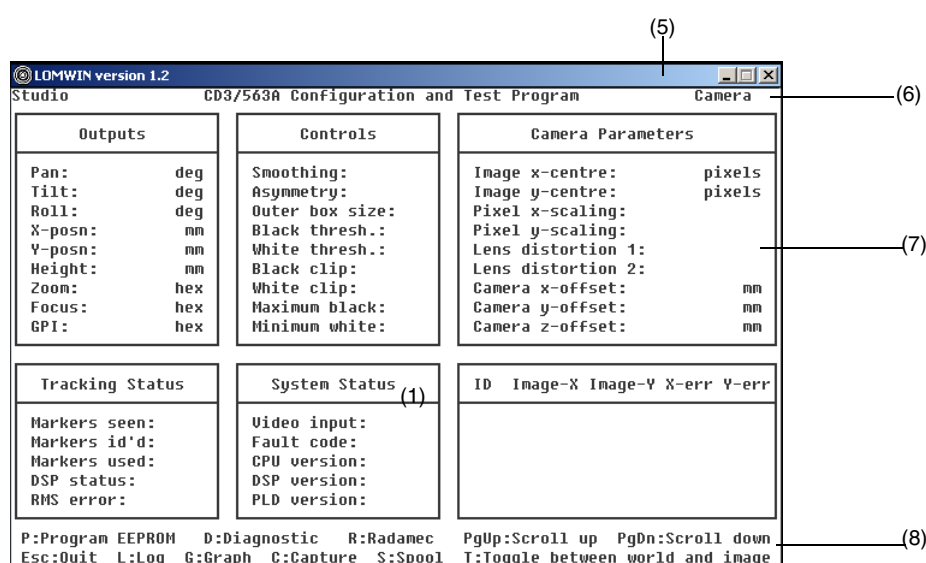 (5)
LOMWIN version 1.2
Studio CD3/563A Configuration and Test Program Camera
(6)
Outputs
Pan: deg
Tilt: deg
Roll: deg
X-posn: mm
Y-posn: mm
Height: mm
Zoom: hex
Focus: hex
GPI: hex
Controls
Smoothing:
Asymmetry:
Outer box size:
Black thresh.:
White thresh.:
Black clip:
White clip:
Maximum black:
Minimum white:
Camera Parameters
Image x-centre: pixels
Image y-centre: pixels
Pixel x-scaling:
Pixel y-scaling:
Lens distortion 1:
Lens distortion 2:
Camera x-offset: mm
Camera y-offset: mm
Camera z-offset: mm
(7)
Tracking Status
Markers seen:
Markers id'd:
Markers used:
DSP status:
RMS error:
System Status
(1)
Video input:
Fault code:
CPU version:
DSP version:
PLD version:
ID Image-X Image-Y X-err Y-err
P:Program EEPROM D:Diagnostic R:Radamec PgUp:Scroll up PgDn:Scroll down
(8)
Esc:Quit L:Log G:Graph C:Capture S:Spool T:Toggle between world and image